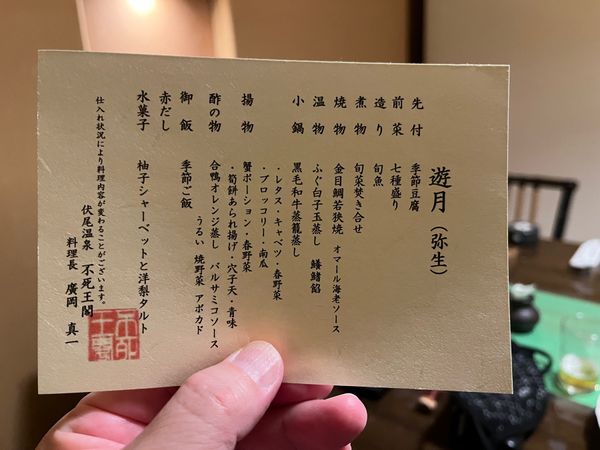 遊月(弥生)
先付 季節豆腐
前菜 七種盛り
造り 旬魚
煮物 旬菜焚き合せ
焼物 金目鯛若狭焼 オマール海老ソース
温物 ふぐ白子玉蒸し 鱶鰭餡
小鍋 黒毛和牛蒸籠蒸し
・レタス・キャベツ・春野菜
・ブロッコリー・南瓜
揚物 蟹ポーション・春野菜
・筍餅あられ揚げ・穴子天・青味
酢の物 合鴨オレンジ蒸し バルサミコソース
うるい 焼野菜 アボカド
御飯 季節ご飯
赤だし
水菓子 柚子シャーベットと洋梨タルト
仕入れ状況により料理内容が変わることがございます。
伏尾温泉 不死王閣
料理長 廣岡 真一